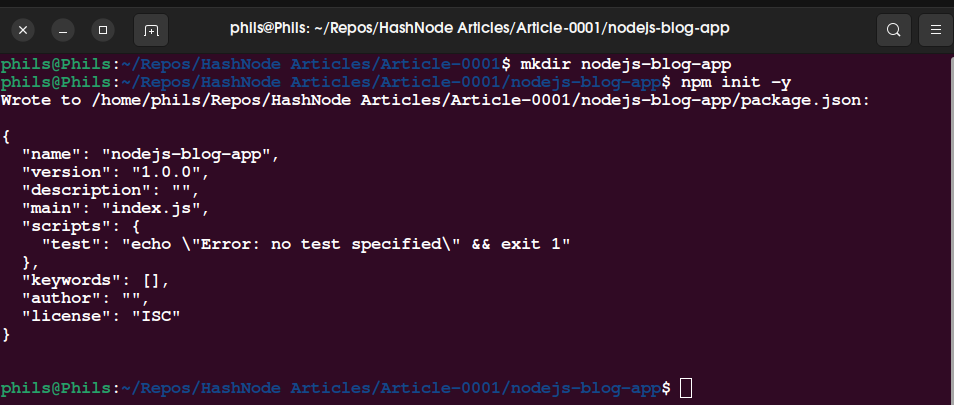 phils@Phils: ~/Repos/HashNode Articles/Article-0001/nodejs-blog-app
phils@Phils:~/Repos/HashNode Articles/Article-0001$ mkdir nodejs-blog-app
phils@Phils:~/Repos/HashNode Articles/Article-0001/nodejs-blog-app$ npm init -y
Wrote to /home/phils/Repos/HashNode Articles/Article-0001/nodejs-blog-app/package.json:
{
  "name": "nodejs-blog-app",
  "version": "1.0.0",
  "description": "",
  "main": "index.js",
  "scripts": {
    "test": "echo \"Error: no test specified\" && exit 1"
  },
  "keywords": [],
  "author": "",
  "license": "ISC"
}
phils@Phils:~/Repos/HashNode Articles/Article-0001/nodejs-blog-app$